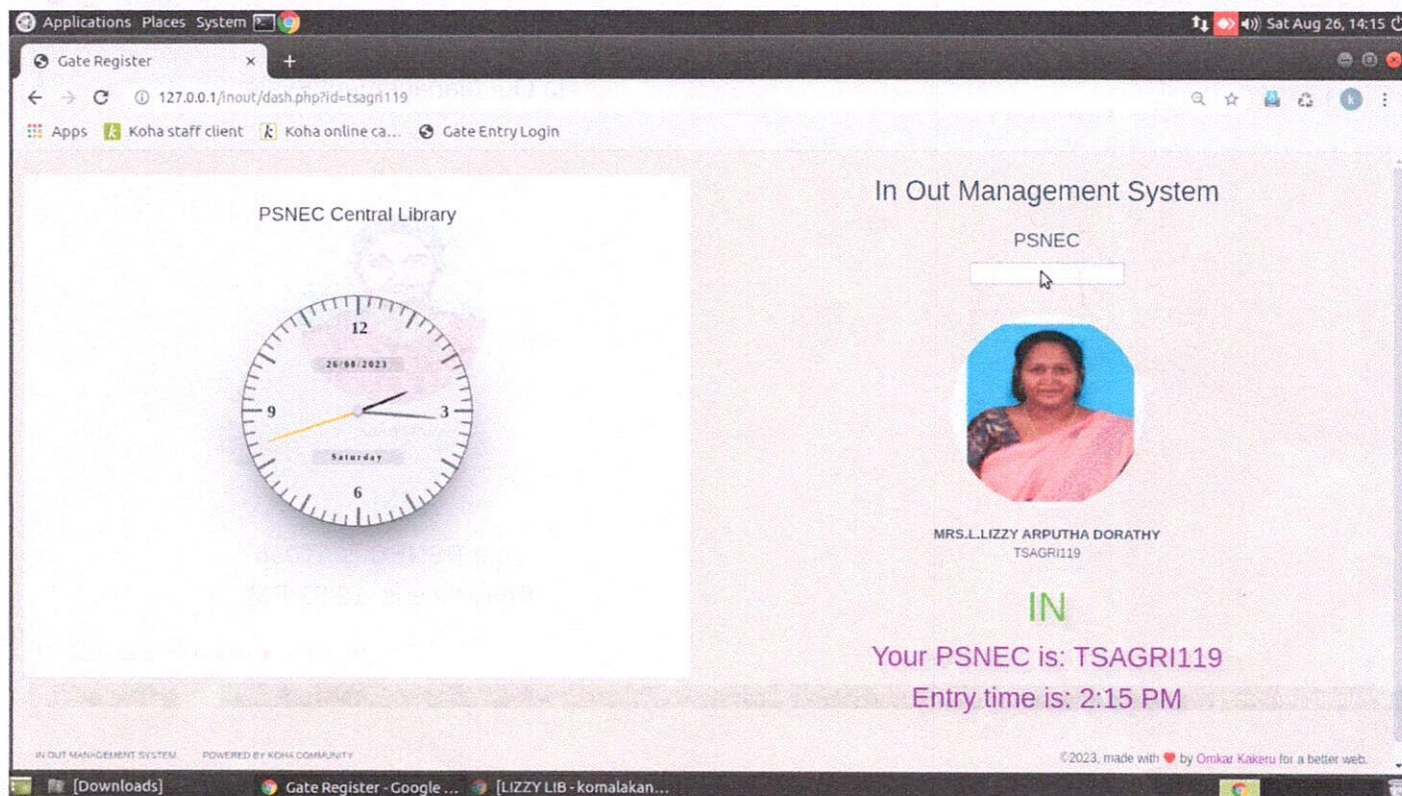 Applications Places System
Sat Aug 26, 14:15
Gate Register
127.0.0.1/inout/dash.php?id=tsagri119
Apps Koha staff client Koha online ca... Gate Entry Login
PSNEC Central Library
12
26/08/2023
9 3
Saturday
6
In Out Management System
PSNEC
MRS.L.LIZZY ARPUTHA DORATHY
TSAGRI119
IN
Your PSNEC is: TSAGRI119
Entry time is: 2:15 PM
IN OUT MANAGEMENT SYSTEM POWERED BY KOHA COMMUNITY
©2023, made with ❤ by Omkar Kakeru for a better web.
[Downloads] Gate Register - Google ... [LIZZY LIB - komalakan...